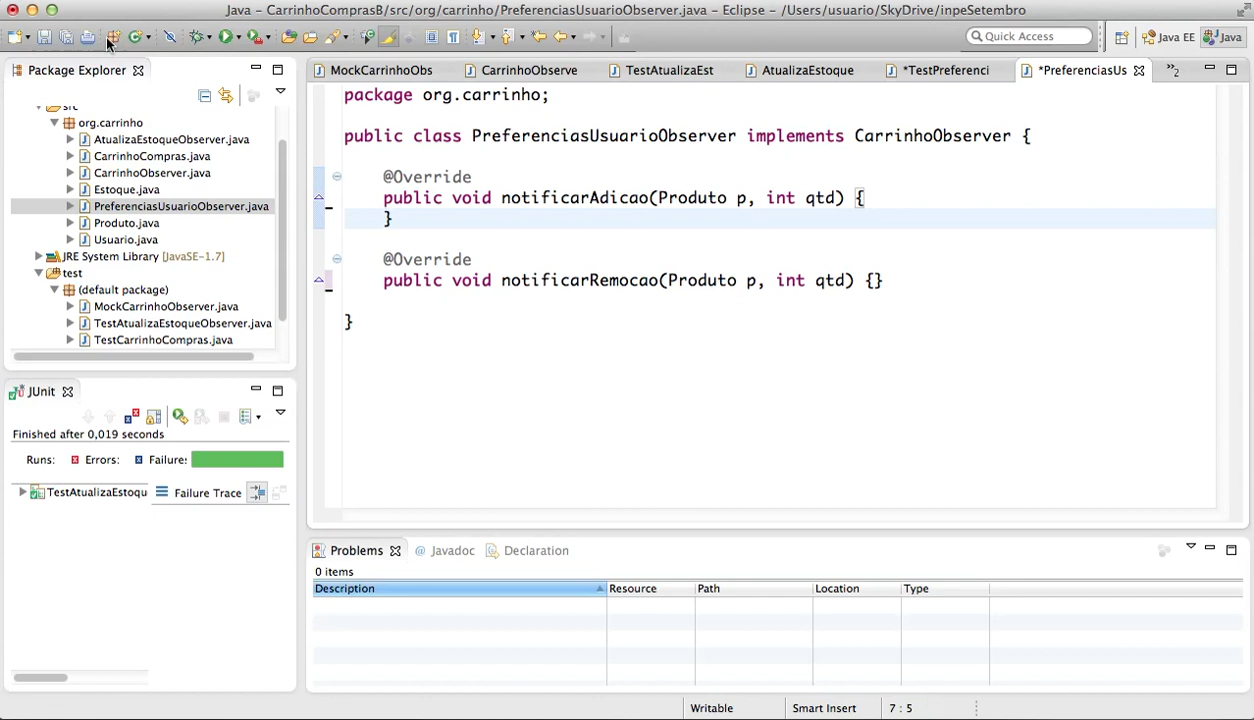 Java - CarrinhoComprasB/src/org/carrinho/PreferenciasUsuarioObserver.java - Eclipse - /Users/usuario/SkyDrive/inpeSetembro
Quick Access
Java EE
Java
Package Explorer
src
org.carrinho
AtualizaEstoqueObserver.java
CarrinhoCompras.java
CarrinhoObserver.java
Estoque.java
PreferenciasUsuarioObserver.java
Produto.java
Usuario.java
JRE System Library [JavaSE-1.7]
test
(default package)
MockCarrinhoObserver.java
TestAtualizaEstoqueObserver.java
TestCarrinhoCompras.java
JUnit
Finished after 0,019 seconds
Runs: Errors: Failure:
TestAtualizaEstoqu
Failure Trace
MockCarrinhoObs
CarrinhoObserve
TestAtualizaEst
AtualizaEstoque
*TestPreferenci
*PreferenciasUs
»2
package org.carrinho;
public class PreferenciasUsuarioObserver implements CarrinhoObserver {
@Override
public void notificarAdicao(Produto p, int qtd) {
}
@Override
public void notificarRemocao(Produto p, int qtd) {}
}
Problems
@ Javadoc
Declaration
0 items
Description Resource Path Location Type
Writable Smart Insert 7 : 5